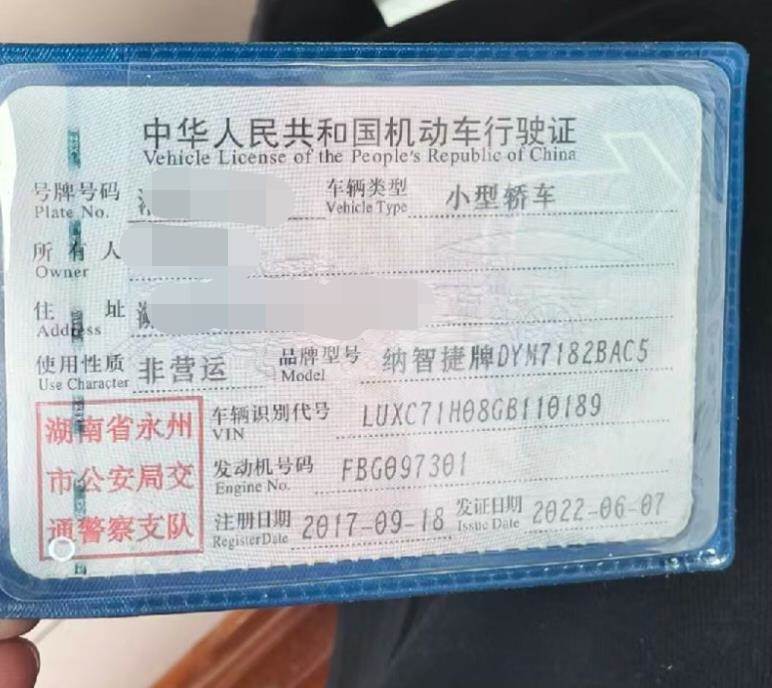 中华人民共和国机动车行驶证
Vehicle License of the People's Republic of China
号牌号码 车辆类型 小型轿车
Plate No. Vehicle Type
所有人
Owner
住址
Address
使用性质 非营运 品牌型号 纳智捷牌DYM7182BAC5
Use Character Model
湖南省永州
市公安局交
通警察支队
车辆识别代号 LUXC71H08GB110189
VIN
发动机号码 FBG097301
Engine No.
注册日期 2017-09-18 发证日期 2022-06-07
Register Date Issue Date